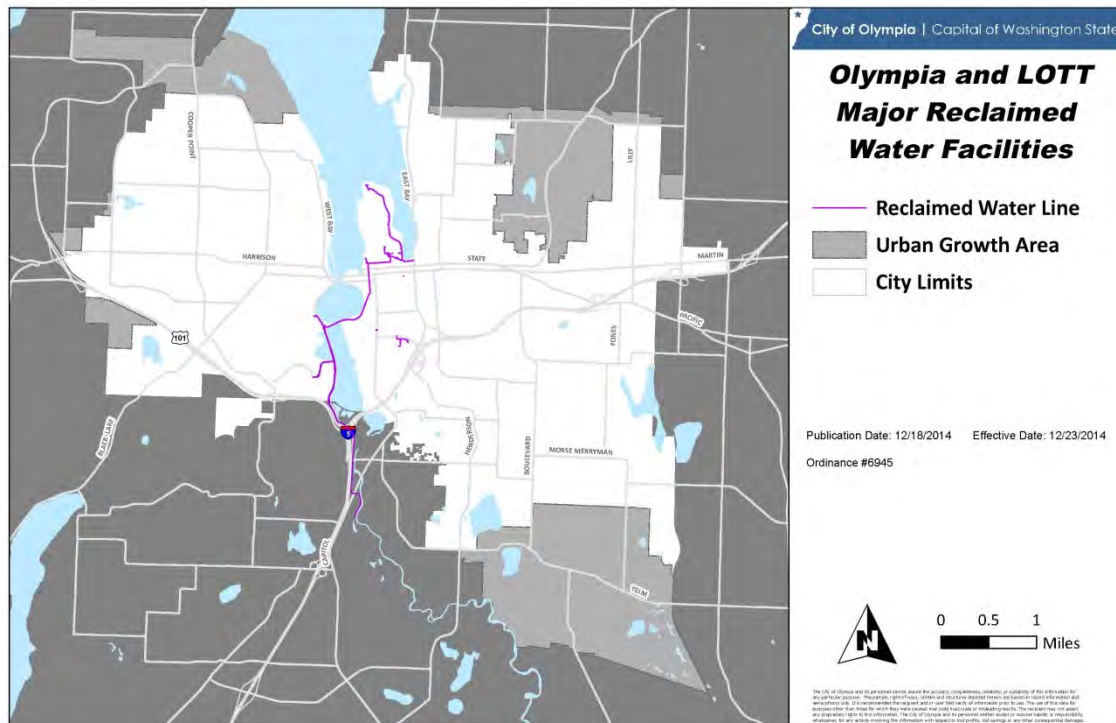 City of Olympia | Capital of Washington State
Olympia and LOTT
Major Reclaimed
Water Facilities
Reclaimed Water Line
Urban Growth Area
City Limits
Publication Date: 12/18/2014 Effective Date: 12/23/2014
Ordinance #6945
N
0 0.5 1
Miles
COOPER POINT
WEST BAY
EAST BAY
LILLY
HARRISON
STATE
MARTIN
101
PACIFIC
FONES
BLACK LAKE
5
HENDERSON
BOULEVARD
MORSE MERRYMAN
CAPITOL
YELM